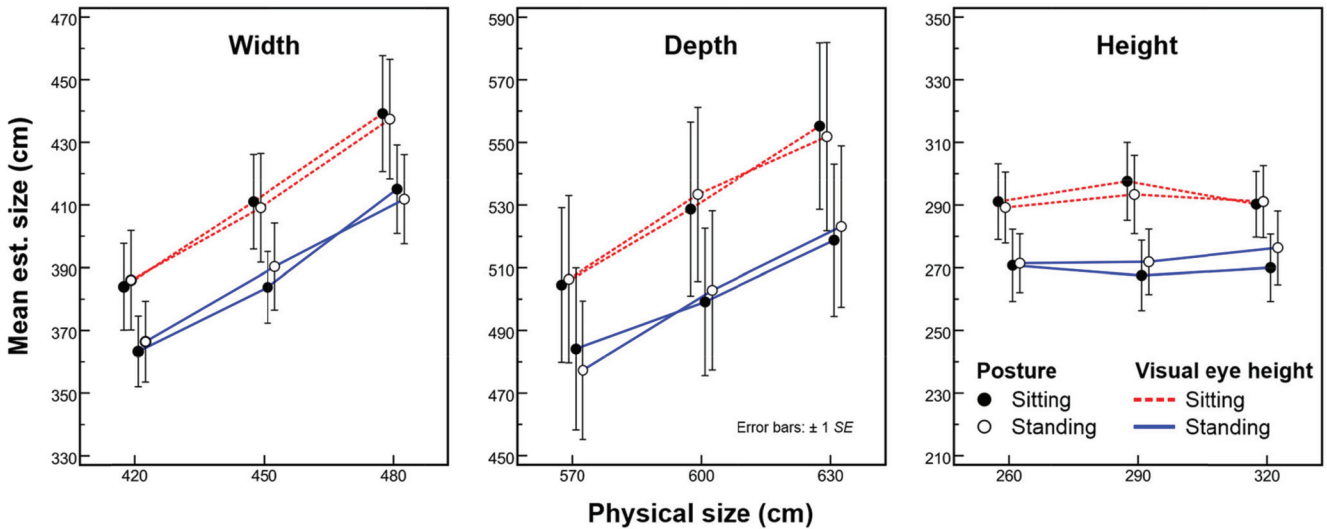 Mean est. size (cm)
Width
470
450
430
410
390
370
350
330
420
450
480
Depth
590
570
550
530
510
490
470
450
Error bars: ± 1 SE
570
600
630
Height
350
330
310
290
270
250
230
210
Posture
Sitting
Standing
Visual eye height
Sitting
Standing
260
290
320
Physical size (cm)